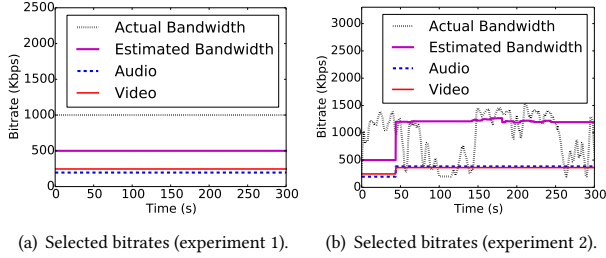 2500
2000
1500
1000
500
0
Bitrate (Kbps)
Actual Bandwidth
Estimated Bandwidth
Audio
Video
0 50 100 150 200 250 300
Time (s)
(a) Selected bitrates (experiment 1).
3000
2500
2000
1500
1000
500
0
Bitrate (Kbps)
Actual Bandwidth
Estimated Bandwidth
Audio
Video
0 50 100 150 200 250 300
Time (s)
(b) Selected bitrates (experiment 2).